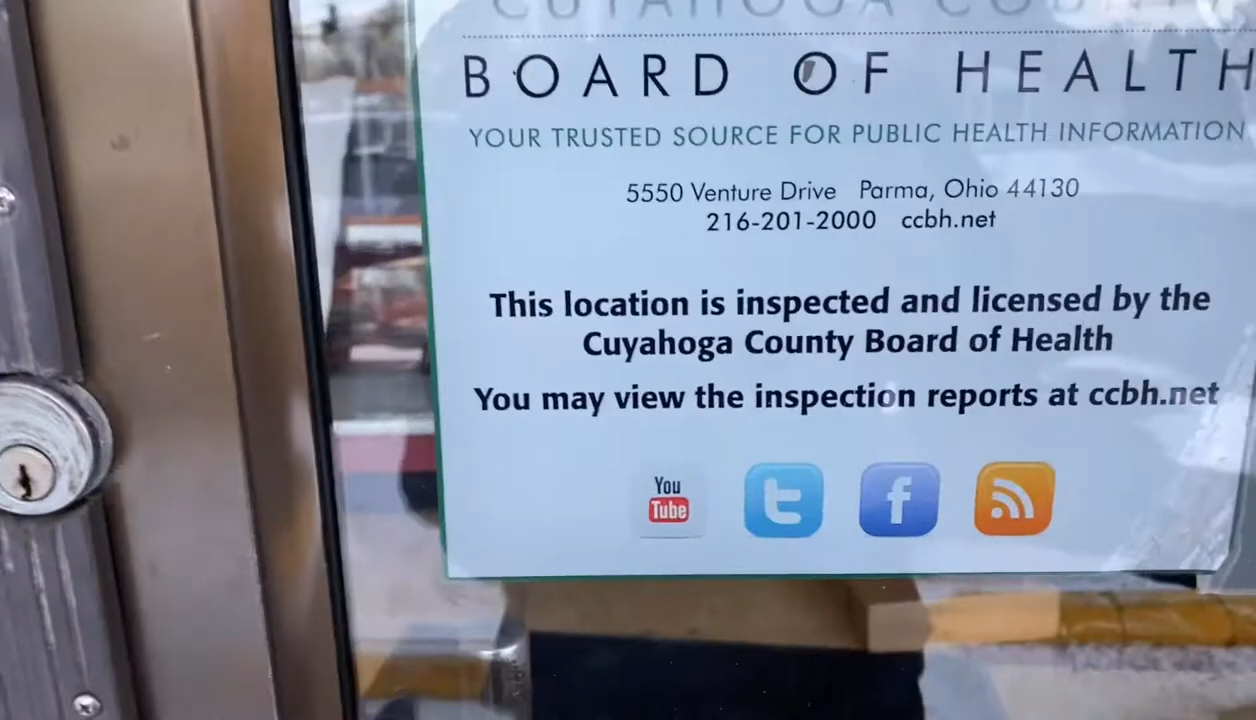 CUYAHOGA COUNTY
BOARD OF HEALTH
YOUR TRUSTED SOURCE FOR PUBLIC HEALTH INFORMATION
5550 Venture Drive Parma, Ohio 44130
216-201-2000 ccbh.net
This location is inspected and licensed by the
Cuyahoga County Board of Health
You may view the inspection reports at ccbh.net
You
Tube
t
f